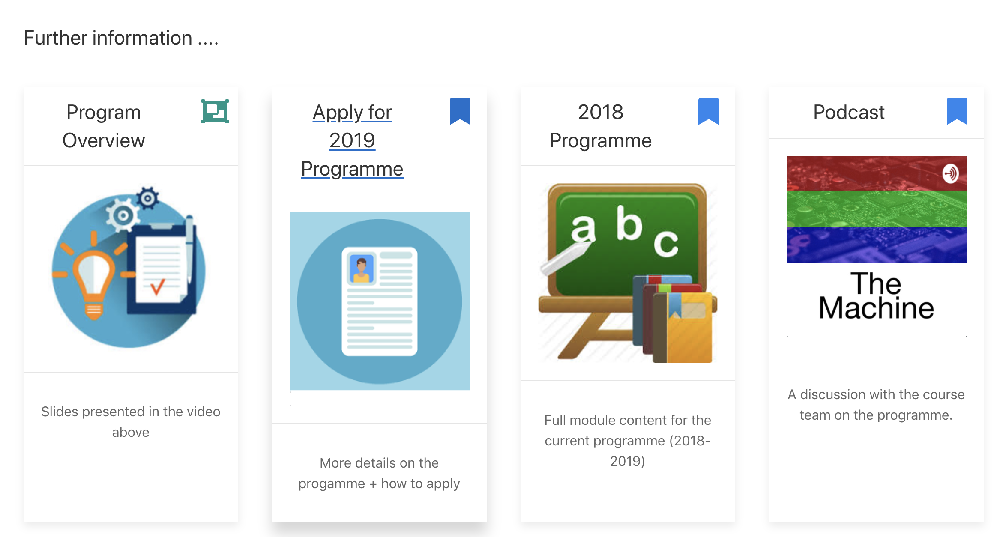 Further information ....
Program
Overview
Slides presented in the video
above
Apply for
2019
Programme
More details on the
progamme + how to apply
2018
Programme
a b c
Full module content for the
current programme (2018-
2019)
Podcast
The
Machine
A discussion with the course
team on the programme.